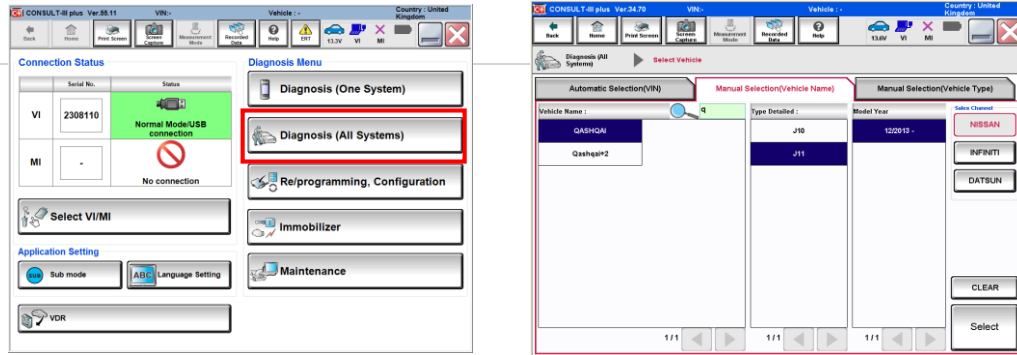 CONSULT-III plus Ver.55.11 VIN:- Vehicle : - Country : United Kingdom
Back Home Print Screen Screen Capture Measurement Mode Recorded Data Help ERT 13.3V VI MI
Connection Status
Serial No. Status
VI 2308110 Normal Mode/USB connection
MI - No connection
Select VI/MI
Application Setting
SUB Sub mode ABC Language Setting
VDR
Diagnosis Menu
Diagnosis (One System)
Diagnosis (All Systems)
Re/programming, Configuration
Immobilizer
Maintenance
CONSULT-III plus Ver.34.70 VIN:- Vehicle : - Country : United Kingdom
Back Home Print Screen Screen Capture Measurement Mode Recorded Data Help VI MI
Diagnosis (All Systems) Select Vehicle
Automatic Selection(VIN) Manual Selection(Vehicle Name) Manual Selection(Vehicle Type)
Vehicle Name : q Type Detailed : Model Year Sales Channel
QASHQAI J10 12/2013 - NISSAN
Qashqai+2 J11 INFINITI
DATSUN
CLEAR
Select
1/1 1/1 1/1